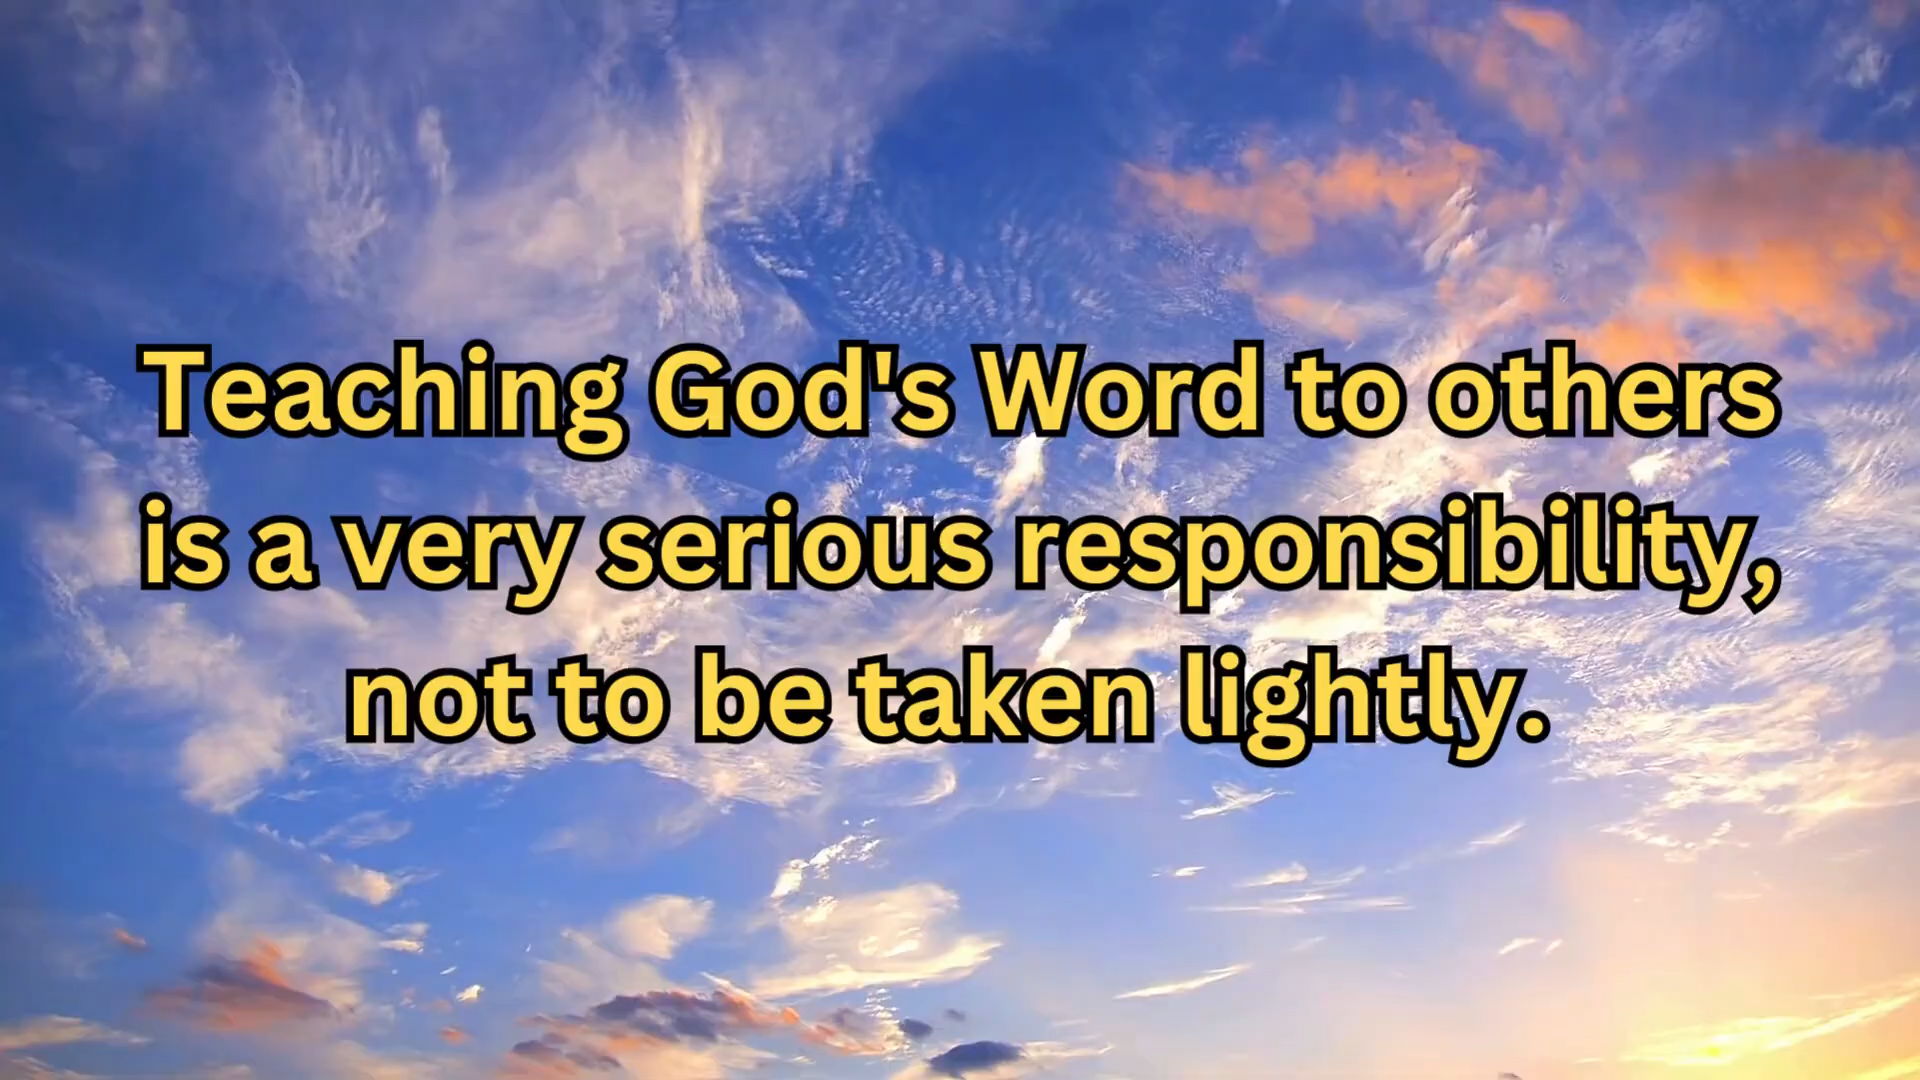 Teaching God's Word to others
is a very serious responsibility,
not to be taken lightly.